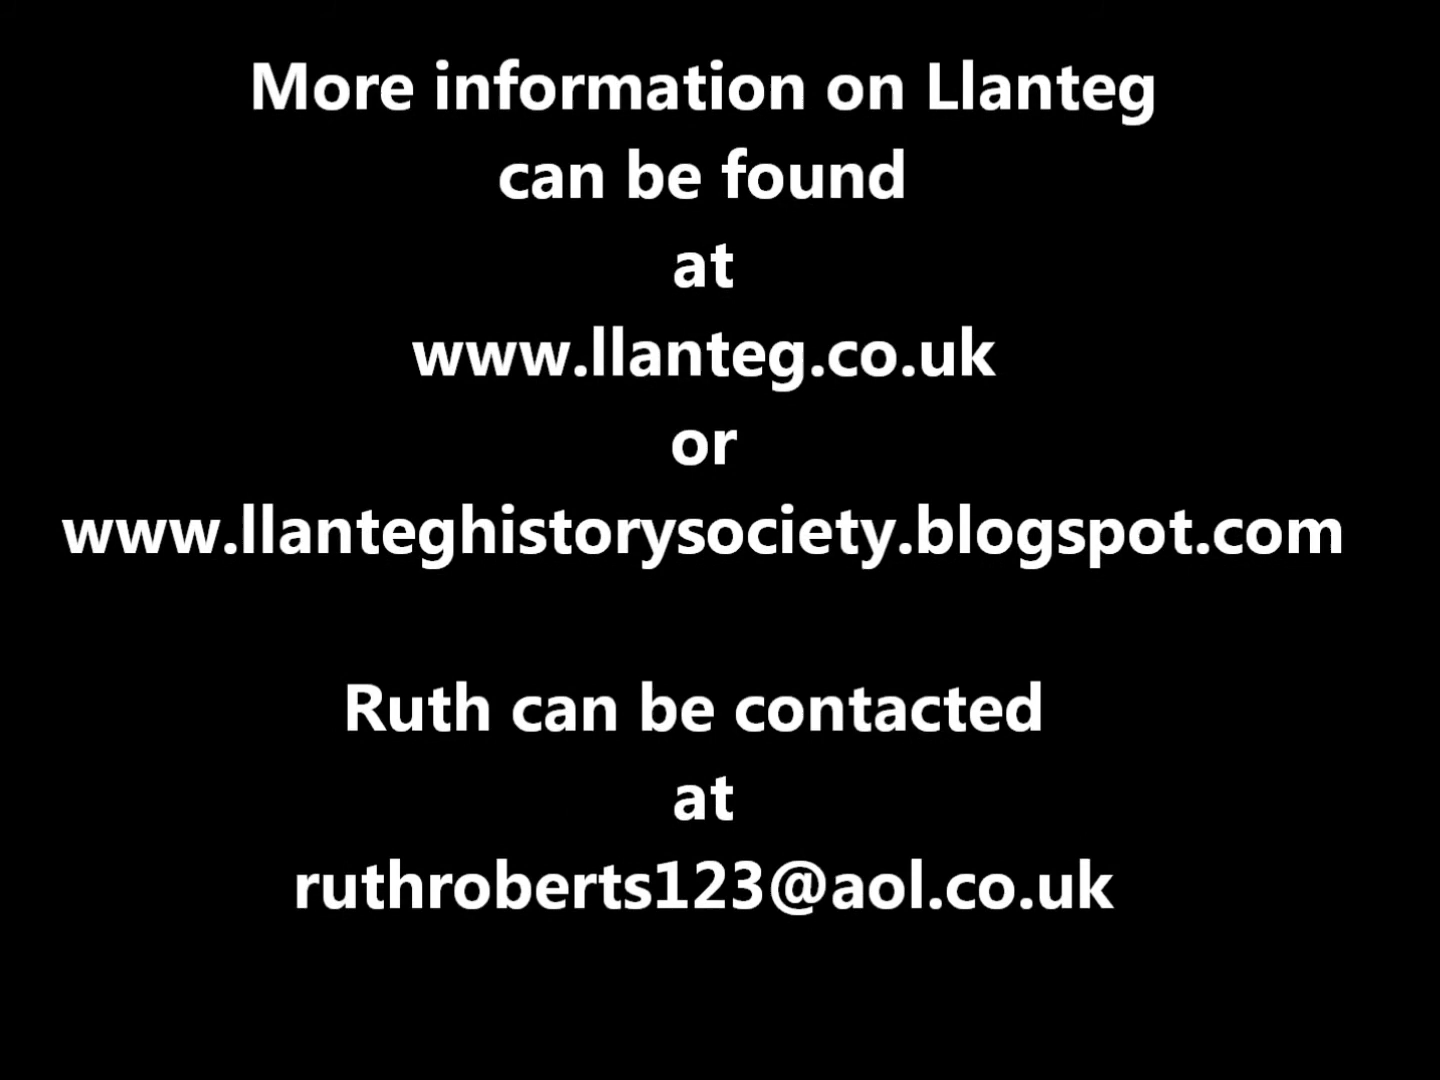 More information on Llanteg
can be found
at
www.llanteg.co.uk
or
www.llanteghistorysociety.blogspot.com
Ruth can be contacted
at
ruthroberts123@aol.co.uk